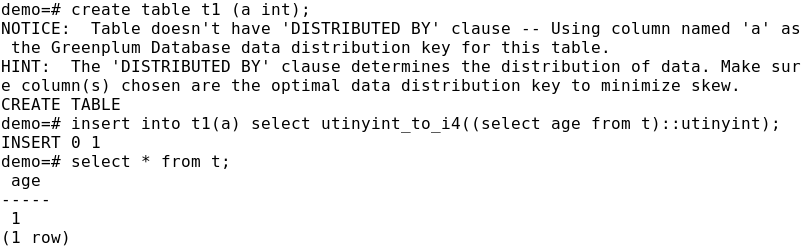 demo=# create table t1 (a int);
NOTICE:  Table doesn't have 'DISTRIBUTED BY' clause -- Using column named 'a' as
 the Greenplum Database data distribution key for this table.
HINT:  The 'DISTRIBUTED BY' clause determines the distribution of data. Make sur
e column(s) chosen are the optimal data distribution key to minimize skew.
CREATE TABLE
demo=# insert into t1(a) select utinyint_to_i4((select age from t)::utinyint);
INSERT 0 1
demo=# select * from t;
 age
-----
 1
(1 row)